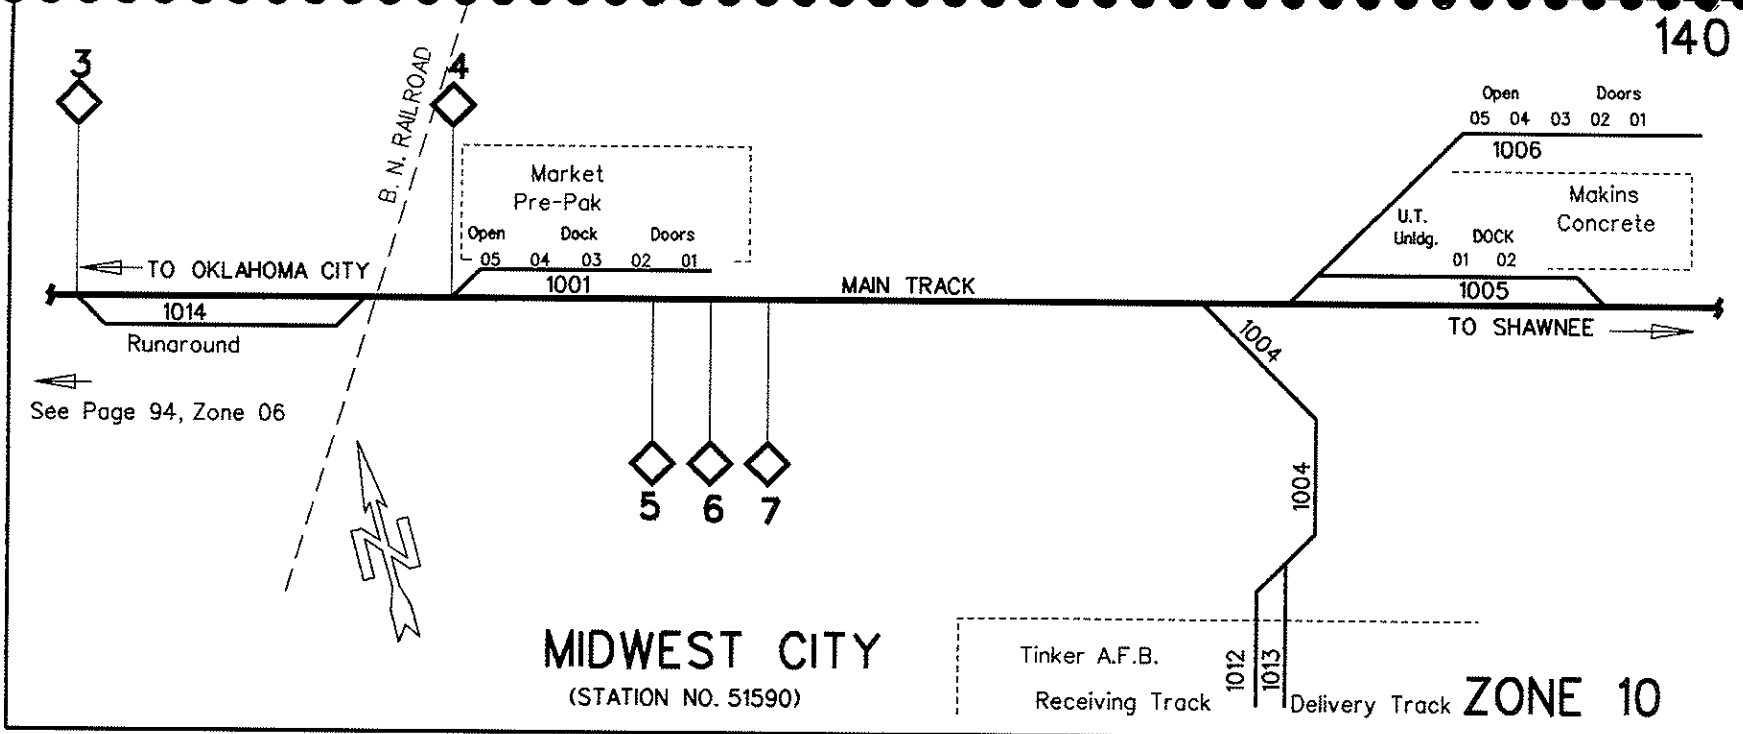 140
3
B. N. RAILROAD
4
Open Doors
05 04 03 02 01
1006
Market
Pre-Pak
Open Dock Doors
05 04 03 02 01
1001
Makins
Concrete
U.T.
Unldg.
DOCK
01 02
1005
TO OKLAHOMA CITY
MAIN TRACK
1014
Runaround
TO SHAWNEE
1004
See Page 94, Zone 06
1004
5 6 7
N
MIDWEST CITY
(STATION NO. 51590)
Tinker A.F.B.
1012
1013
Receiving Track
Delivery Track
ZONE 10